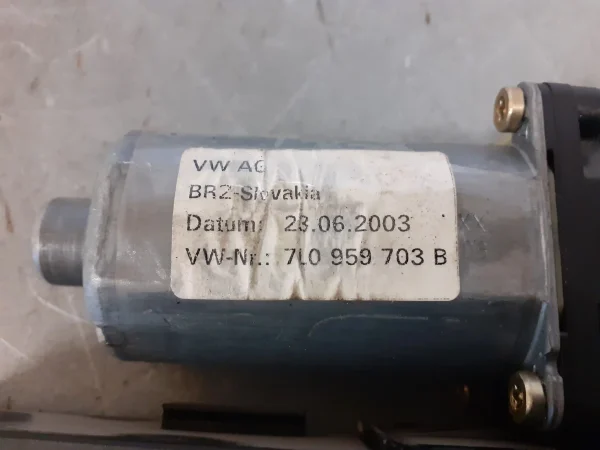 VW AG
BRZ-Slovakia
Datum: 23.06.2003
VW-Nr.: 7L0 959 703 B